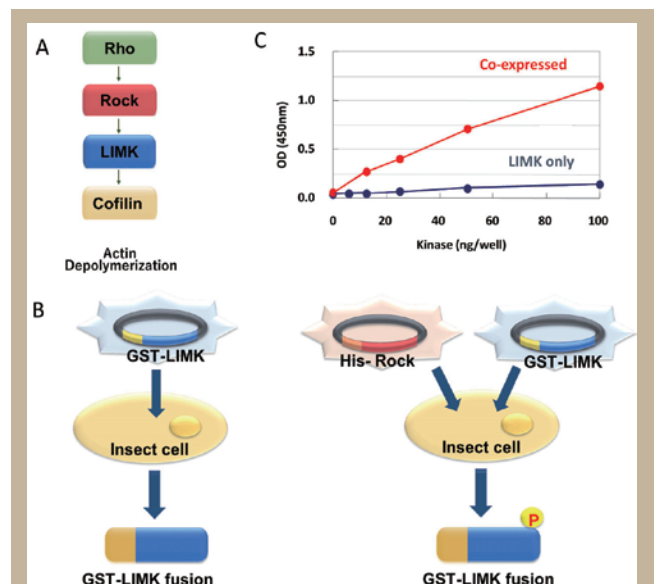 A
Rho
Rock
LIMK
Cofilin
Actin
Depolymerization
C
OD (450nm)
1.5
1.0
0.5
0.0
Co-expressed
LIMK only
0 20 40 60 80 100
Kinase (ng/well)
B
GST-LIMK
Insect cell
GST-LIMK fusion
His- Rock
GST-LIMK
Insect cell
P
GST-LIMK fusion